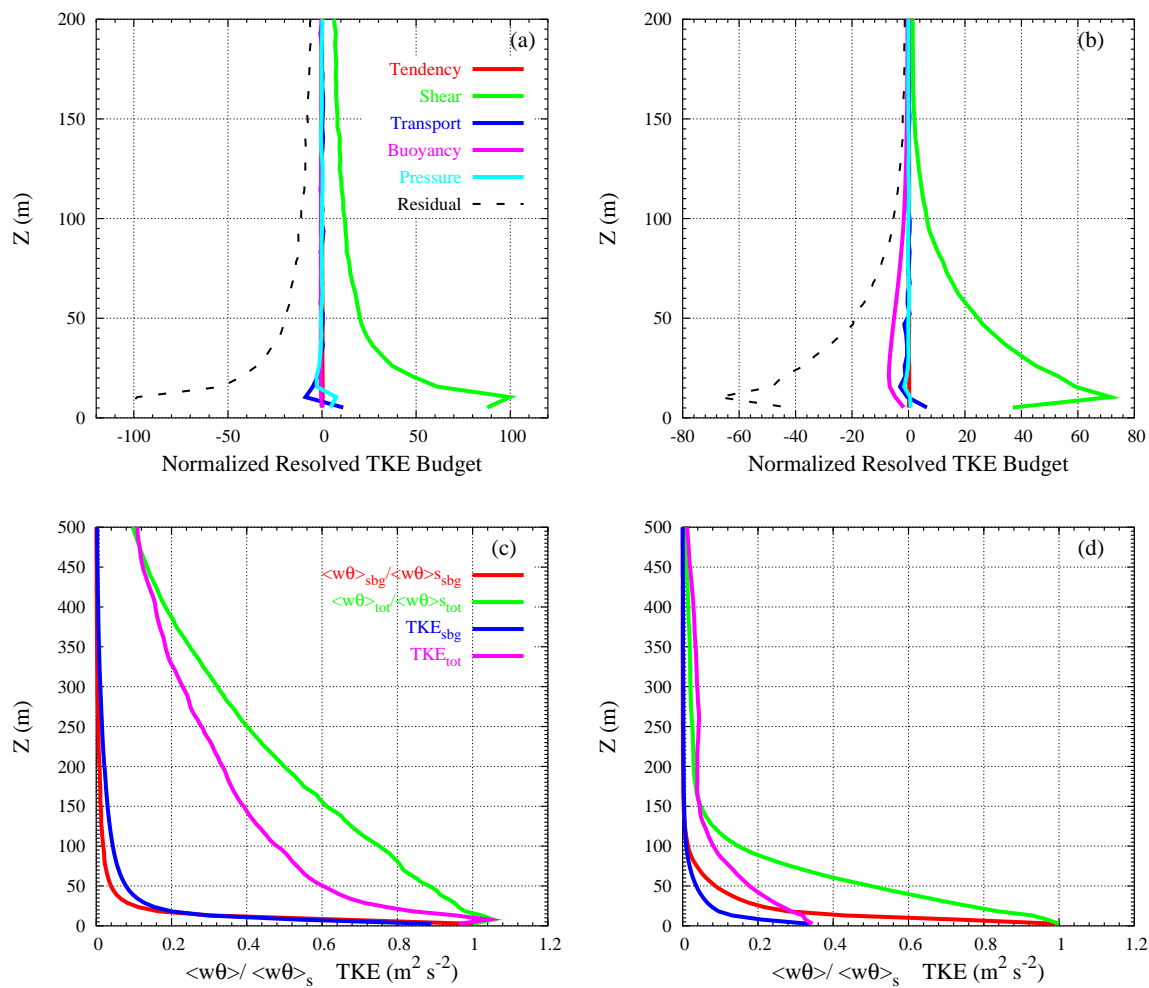 200
150
100
50
0
Z (m)
(a)
Tendency
Shear
Transport
Buoyancy
Pressure
Residual
-100 -50 0 50 100
Normalized Resolved TKE Budget
200
150
100
50
0
Z (m)
(b)
-80 -60 -40 -20 0 20 40 60 80
Normalized Resolved TKE Budget
500
450
400
350
300
250
200
150
100
50
0
Z (m)
(c)
<wθ>sbg/<wθ>s_sbg
<wθ>tot/<wθ>s_tot
TKEsbg
TKEtot
0 0.2 0.4 0.6 0.8 1 1.2
<wθ>/ <wθ>s TKE (m2 s-2)
500
450
400
350
300
250
200
150
100
50
0
Z (m)
(d)
0 0.2 0.4 0.6 0.8 1 1.2
<wθ>/ <wθ>s TKE (m2 s-2)